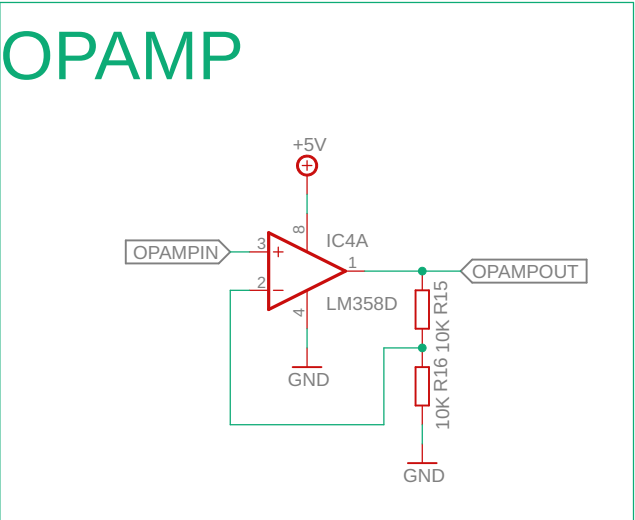 OPAMP
+5V
8
IC4A
OPAMPIN
3
+
1
OPAMPOUT
2
−
LM358D
4
10K R15
GND
10K R16
GND